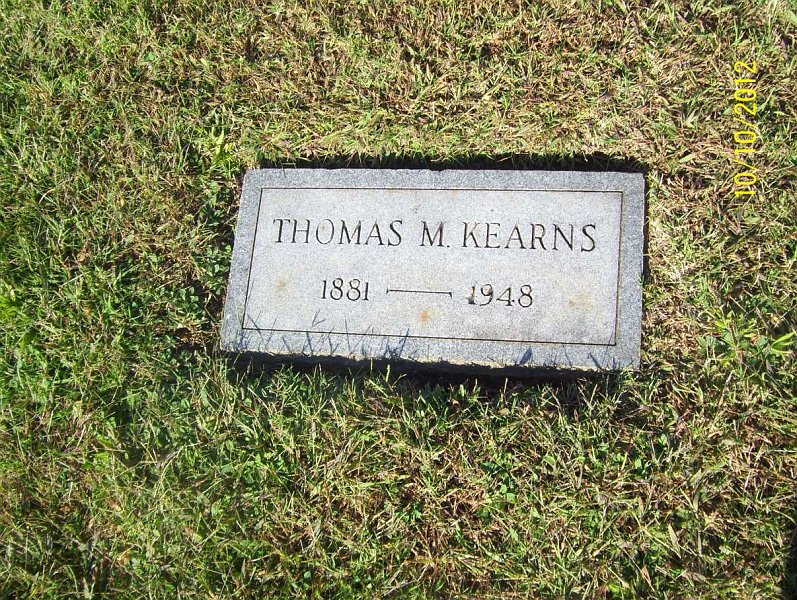 THOMAS M. KEARNS
1881 — 1948
10/10/2012